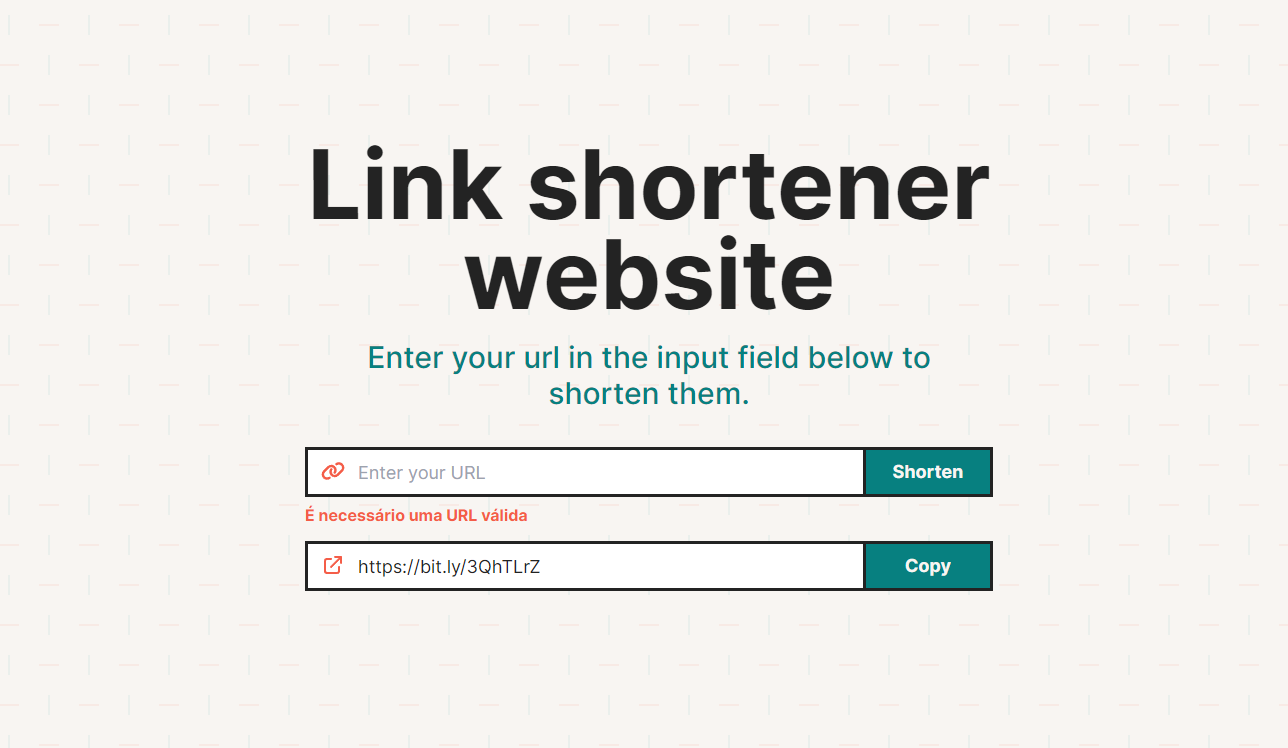 Link shortener
website
Enter your url in the input field below to
shorten them.
Enter your URL
Shorten
É necessário uma URL válida
https://bit.ly/3QhTLrZ
Copy